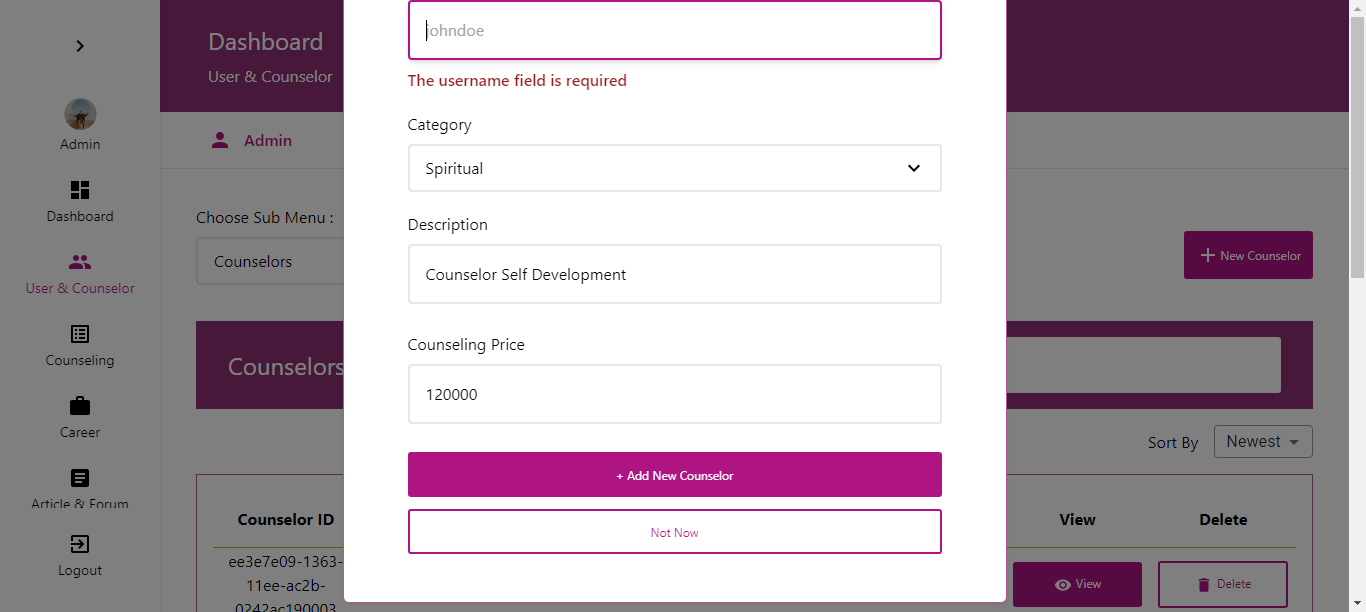 Admin
Dashboard
User & Counselor
Counseling
Career
Article & Forum
Logout
Dashboard
User & Counselor
Admin
Choose Sub Menu :
Counselors
New Counselor
Counselors
Sort By
Newest
Counselor ID
View
Delete
ee3e7e09-1363-
11ee-ac2b-
0242ac190003
View
Delete
johndoe
The username field is required
Category
Spiritual
Description
Counselor Self Development
Counseling Price
120000
+ Add New Counselor
Not Now